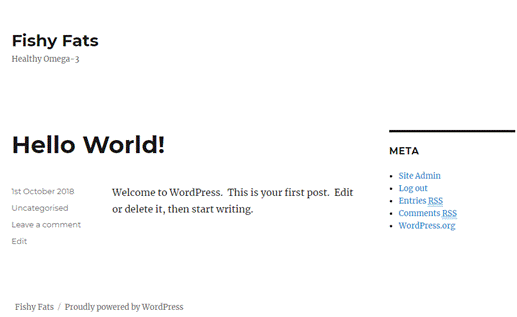 Fishy Fats
Healthy Omega-3
Hello World!
1st October 2018
Uncategorised
Leave a comment
Edit
Welcome to WordPress. This is your first post. Edit
or delete it, then start writing.
META
Site Admin
Log out
Entries RSS
Comments RSS
WordPress.org
Fishy Fats / Proudly powered by WordPress